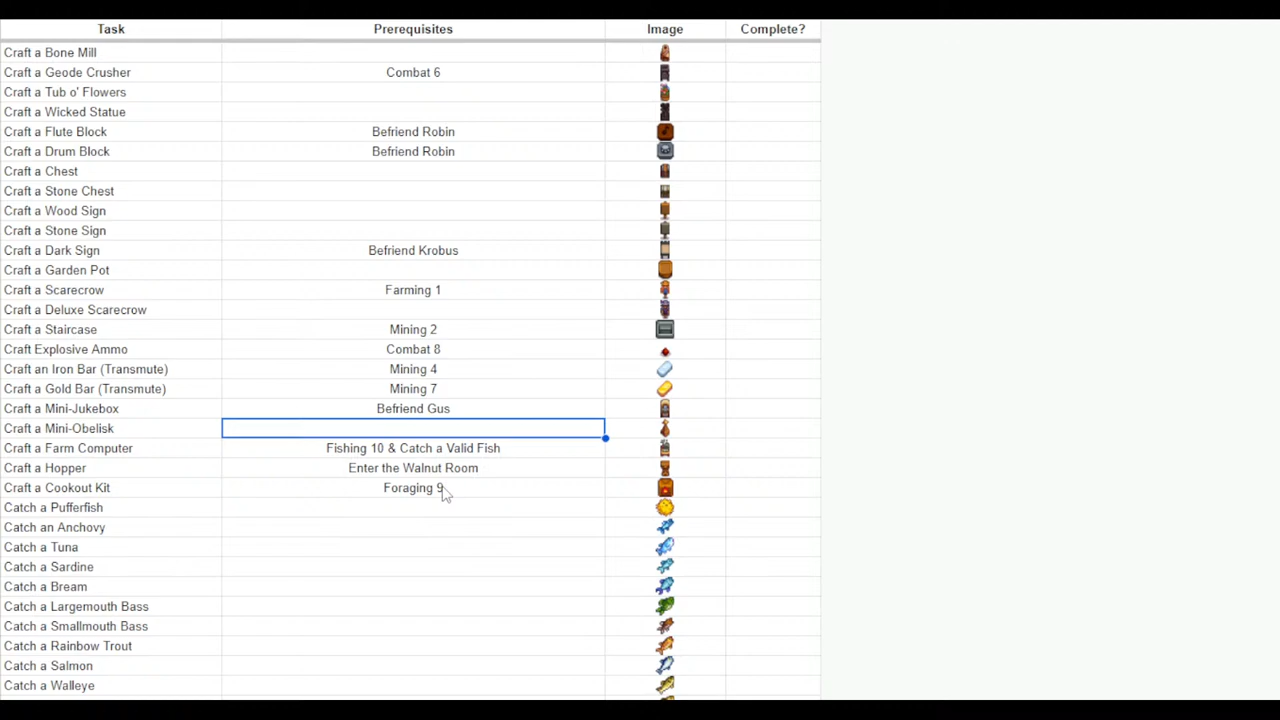 Task Prerequisites Image Complete?
Craft a Bone Mill
Craft a Geode Crusher Combat 6
Craft a Tub o' Flowers
Craft a Wicked Statue
Craft a Flute Block Befriend Robin
Craft a Drum Block Befriend Robin
Craft a Chest
Craft a Stone Chest
Craft a Wood Sign
Craft a Stone Sign
Craft a Dark Sign Befriend Krobus
Craft a Garden Pot
Craft a Scarecrow Farming 1
Craft a Deluxe Scarecrow
Craft a Staircase Mining 2
Craft Explosive Ammo Combat 8
Craft an Iron Bar (Transmute) Mining 4
Craft a Gold Bar (Transmute) Mining 7
Craft a Mini-Jukebox Befriend Gus
Craft a Mini-Obelisk
Craft a Farm Computer Fishing 10 & Catch a Valid Fish
Craft a Hopper Enter the Walnut Room
Craft a Cookout Kit Foraging 9
Catch a Pufferfish
Catch an Anchovy
Catch a Tuna
Catch a Sardine
Catch a Bream
Catch a Largemouth Bass
Catch a Smallmouth Bass
Catch a Rainbow Trout
Catch a Salmon
Catch a Walleye